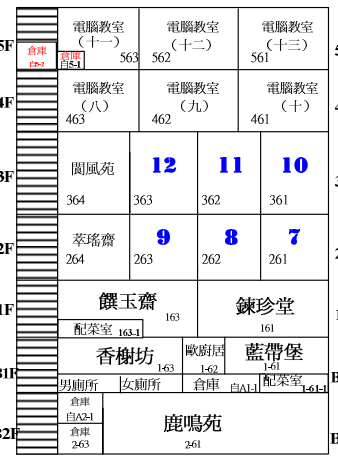 5F
電腦教室
(十一)
563
電腦教室
(十二)
562
電腦教室
(十三)
561
5
倉庫
自5-2
倉庫
自5-1
4F
電腦教室
(八)
463
電腦教室
(九)
462
電腦教室
(十)
461
4
3F
閬風苑
364
12
363
11
362
10
361
3
2F
萃瑤齋
264
9
263
8
262
7
261
2
1F
饌玉齋
163
配菜室 163-1
鍊珍堂
161
1
B1F
香榭坊
1-63
歐廚居
1-62
藍帶堡
1-61
B
男廁所
女廁所
倉庫 自A1-1
配菜室
1-61-1
B2F
倉庫
自A2-1
倉庫
2-63
鹿鳴苑
2-61
B